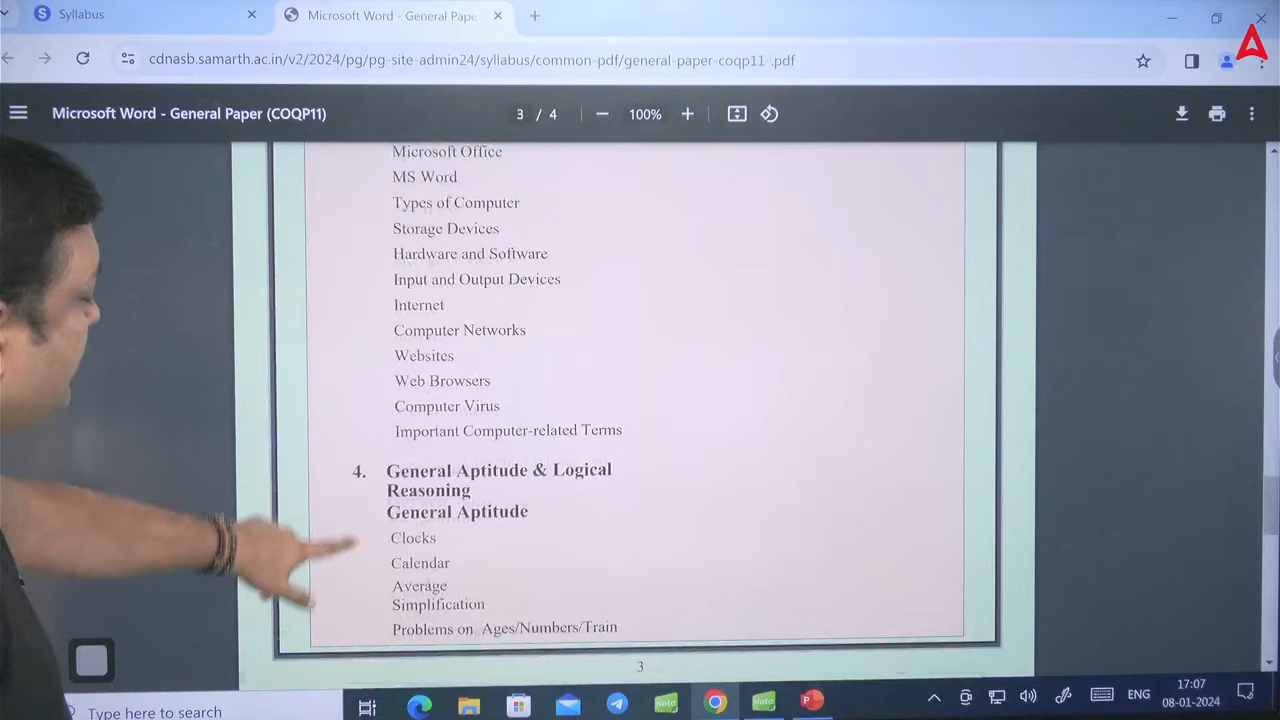 Syllabus
Microsoft Word - General Pape
cdnasb.samarth.ac.in/v2/2024/pg/pg-site-admin24/syllabus/common-pdf/general-paper-coqp11-.pdf
Microsoft Word - General Paper (COQP11)
3 / 4
100%
Microsoft Office
MS Word
Types of Computer
Storage Devices
Hardware and Software
Input and Output Devices
Internet
Computer Networks
Websites
Web Browsers
Computer Virus
Important Computer-related Terms
4. General Aptitude & Logical
Reasoning
General Aptitude
Clocks
Calendar
Average
Simplification
Problems on Ages/Numbers/Train
3
Type here to search
Nota
Nota
ENG
17:07
08-01-2024